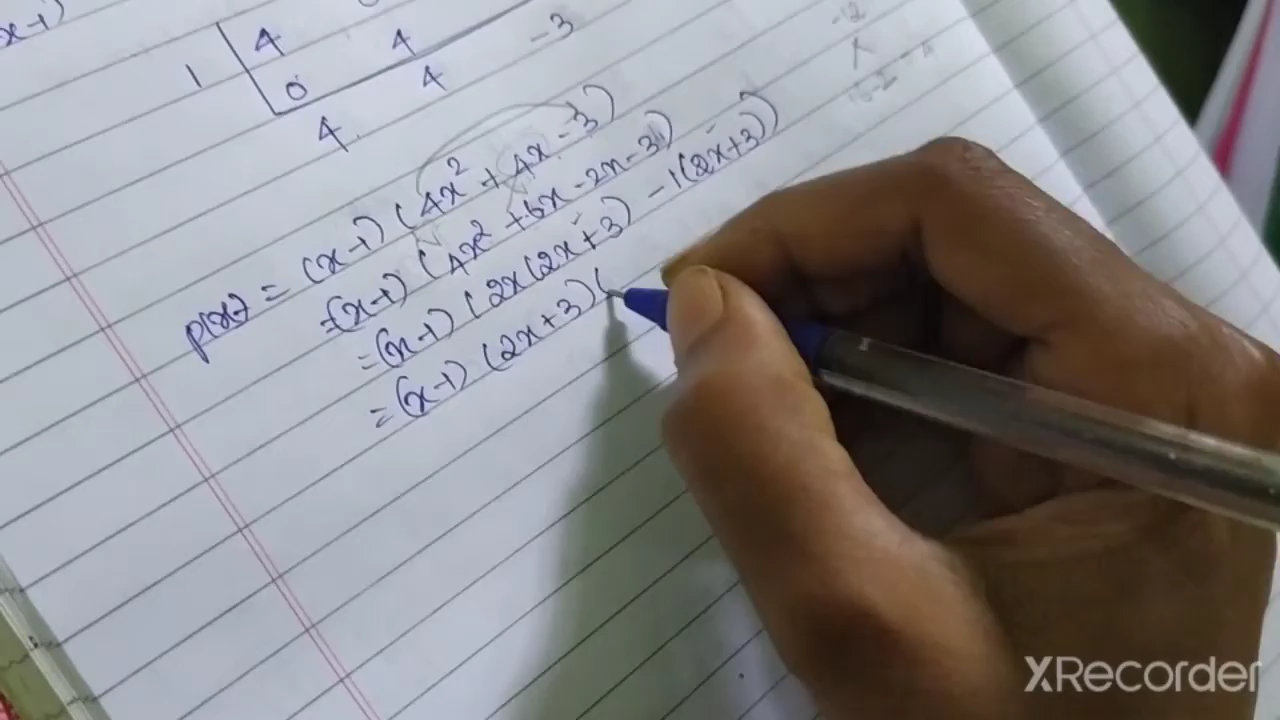 x-1)
1 4 4 -3
0 4
4
-12
p(x) = (x-1) (4x² + 4x - 3)
=(x-1) (4x² +6x - 2x - 3)
=(x-1) (2x(2x+3) - 1(2x+3))
=(x-1) (2x+3)(
XRecorder